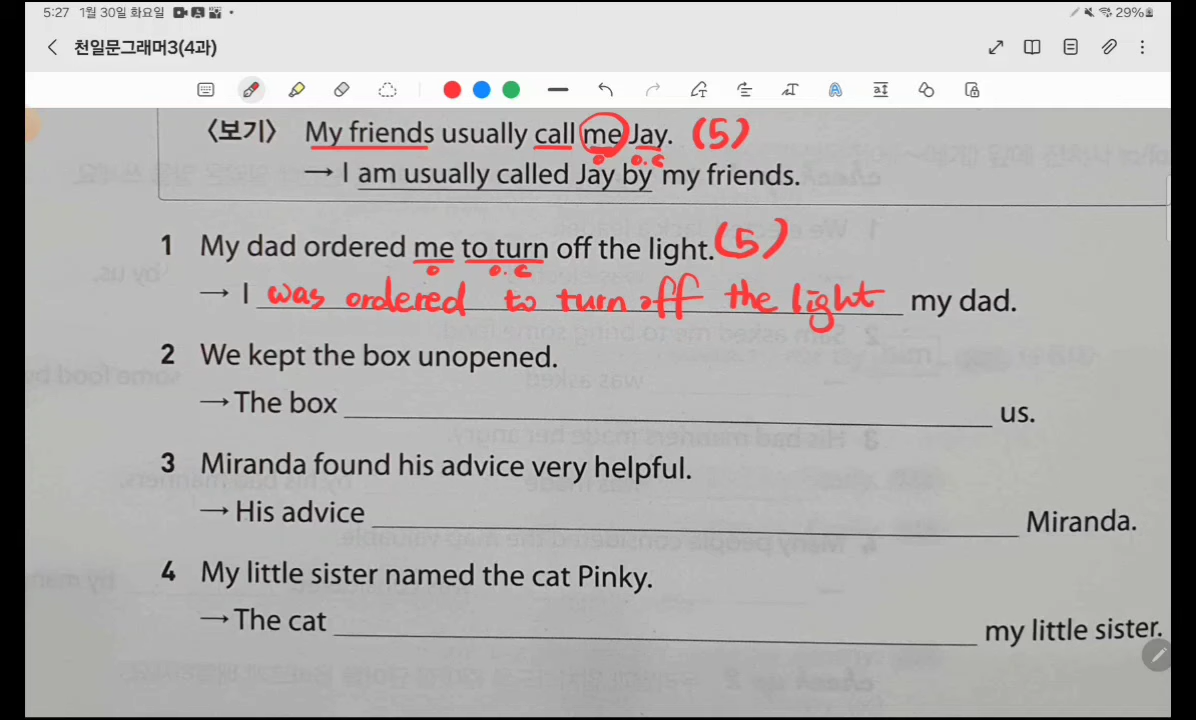 5:27 1월 30일 화요일
29%
천일문그래머3(4과)
〈보기〉 My friends usually call me Jay. (5)
o o.c
→ I am usually called Jay by my friends.
1 My dad ordered me to turn off the light. (5)
o o.c
→ I was ordered to turn off the light my dad.
2 We kept the box unopened.
→ The box us.
3 Miranda found his advice very helpful.
→ His advice Miranda.
4 My little sister named the cat Pinky.
→ The cat my little sister.